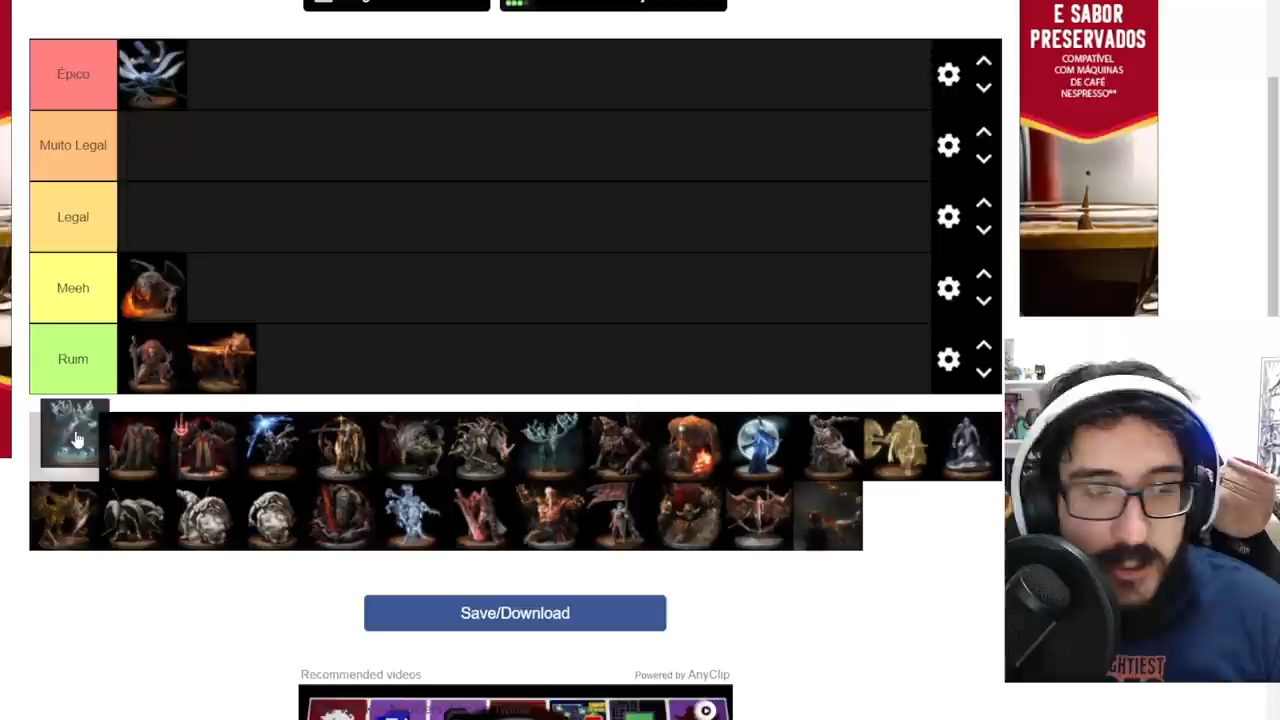 E SABOR
PRESERVADOS
COMPATÍVEL
COM MÁQUINAS
DE CAFÉ
NESPRESSO**
Épico
Muito Legal
Legal
Meeh
Ruim
Save/Download
Recommended videos
Powered by AnyClip
GHTIEST